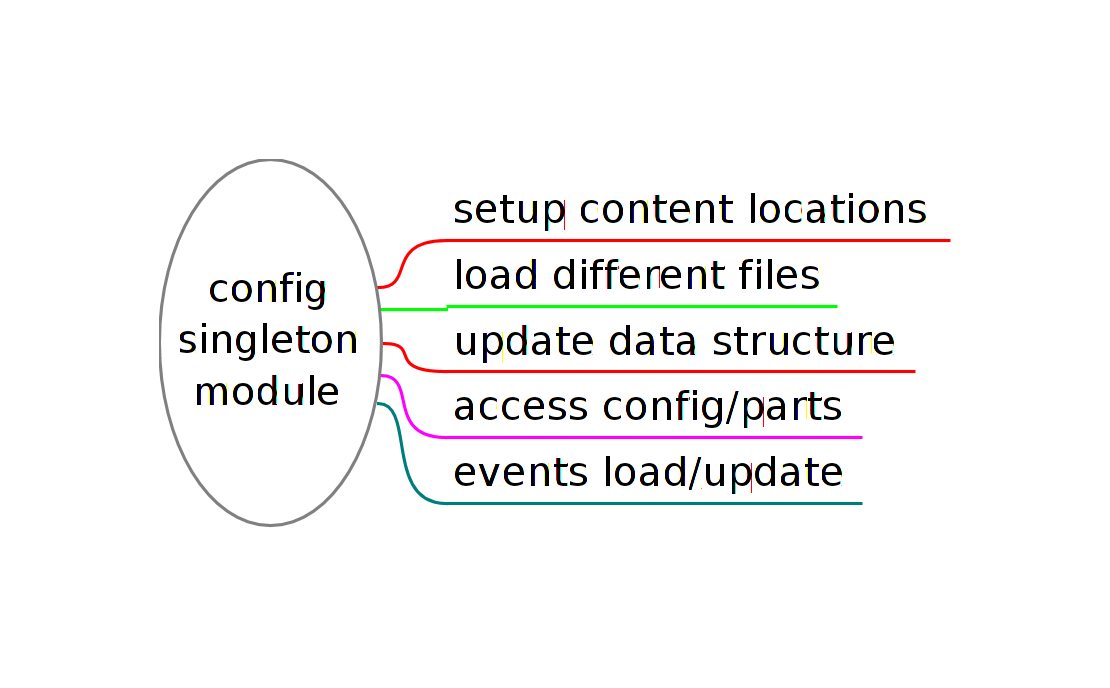 config
singleton
module
setup content locations
load different files
update data structure
access config/parts
events load/update